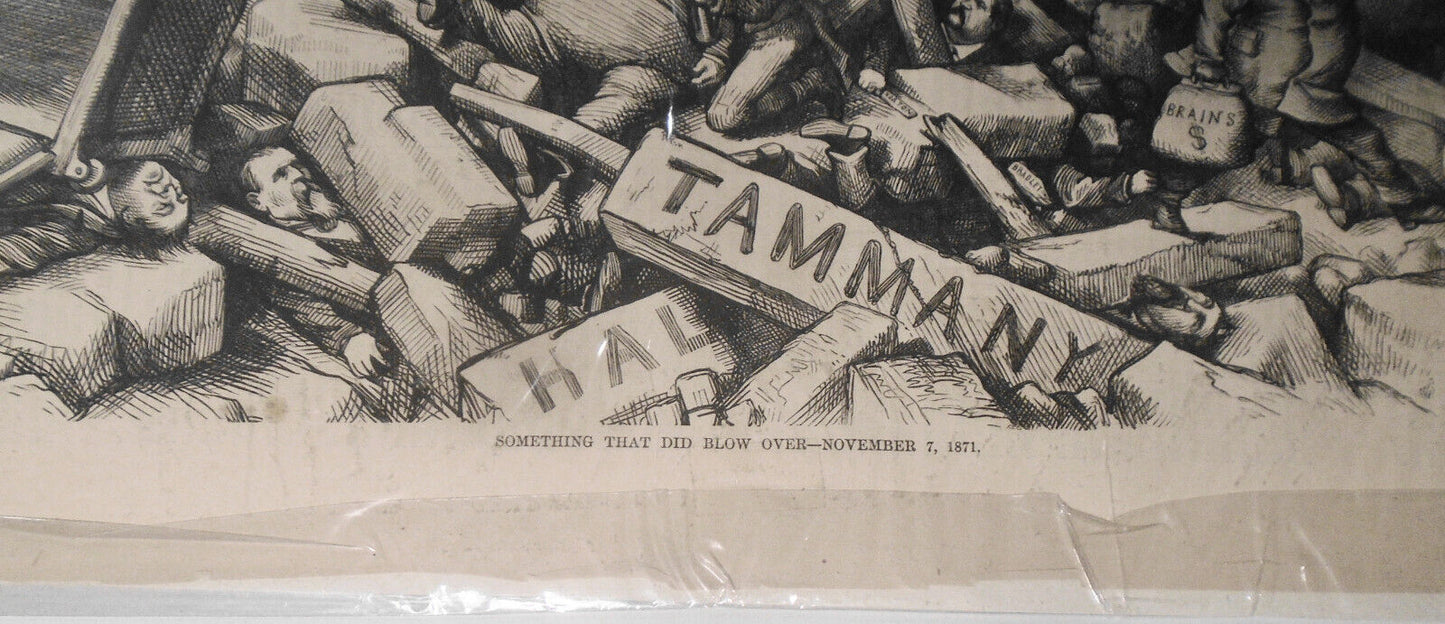 BRAINS
$
TAMMANY
HAL
SOMETHING THAT DID BLOW OVER—NOVEMBER 7, 1871.